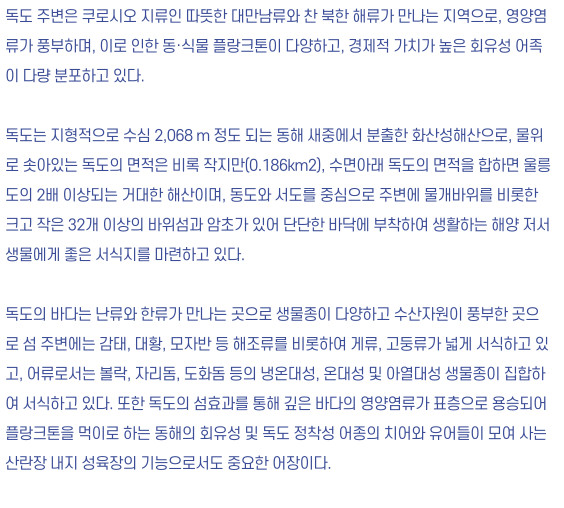 독도 주변은 쿠로시오 지류인 따뜻한 대만난류와 찬 북한 해류가 만나는 지역으로, 영양염
류가 풍부하며, 이로 인한 동·식물 플랑크톤이 다양하고, 경제적 가치가 높은 회유성 어족
이 다량 분포하고 있다.
독도는 지형적으로 수심 2,068 m 정도 되는 동해 새중에서 분출한 화산성해산으로, 물위
로 솟아있는 독도의 면적은 비록 작지만(0.186km2), 수면아래 독도의 면적을 합하면 울릉
도의 2배 이상되는 거대한 해산이며, 동도와 서도를 중심으로 주변에 물개바위를 비롯한
크고 작은 32개 이상의 바위섬과 암초가 있어 단단한 바닥에 부착하여 생활하는 해양 저서
생물에게 좋은 서식지를 마련하고 있다.
독도의 바다는 난류와 한류가 만나는 곳으로 생물종이 다양하고 수산자원이 풍부한 곳으
로 섬 주변에는 감태, 대황, 모자반 등 해조류를 비롯하여 게류, 고둥류가 넓게 서식하고 있
고, 어류로서는 볼락, 자리돔, 도화돔 등의 냉온대성, 온대성 및 아열대성 생물종이 집합하
여 서식하고 있다. 또한 독도의 섬효과를 통해 깊은 바다의 영양염류가 표층으로 용승되어
플랑크톤을 먹이로 하는 동해의 회유성 및 독도 정착성 어종의 치어와 유어들이 모여 사는
산란장 내지 성육장의 기능으로서도 중요한 어장이다.